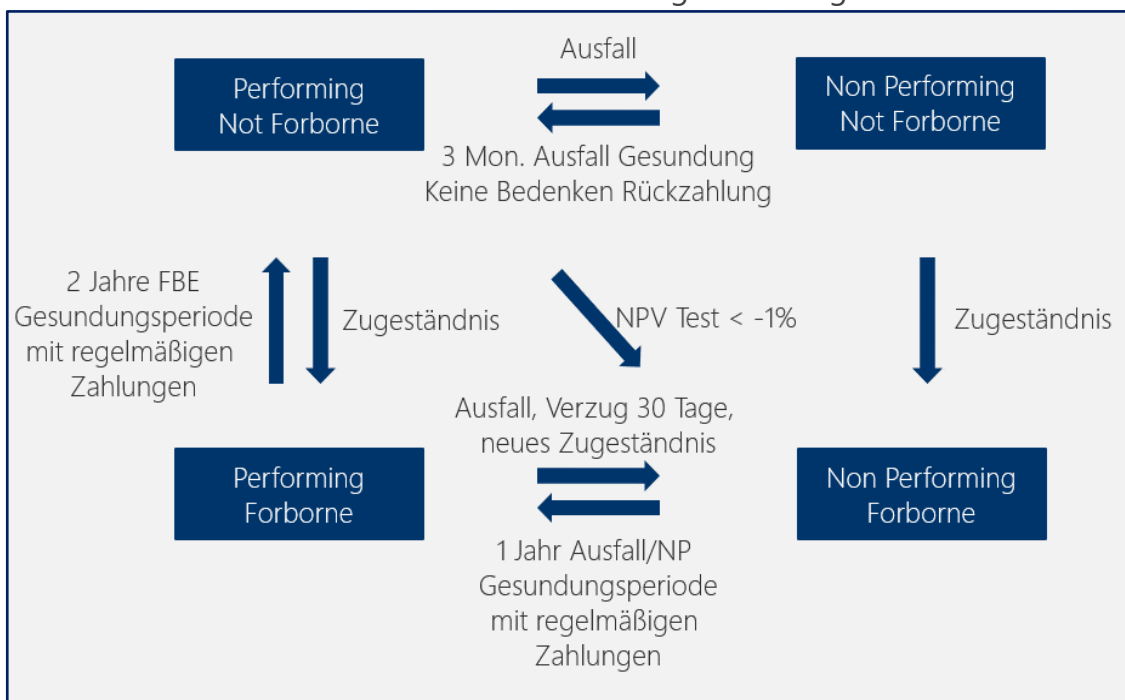 Ausfall
Performing
Not Forborne
Non Performing
Not Forborne
3 Mon. Ausfall Gesundung
Keine Bedenken Rückzahlung
2 Jahre FBE
Gesundungsperiode
mit regelmäßigen
Zahlungen
Zugeständnis
NPV Test < -1%
Zugeständnis
Ausfall, Verzug 30 Tage,
neues Zugeständnis
Performing
Forborne
Non Performing
Forborne
1 Jahr Ausfall/NP
Gesundungsperiode
mit regelmäßigen
Zahlungen